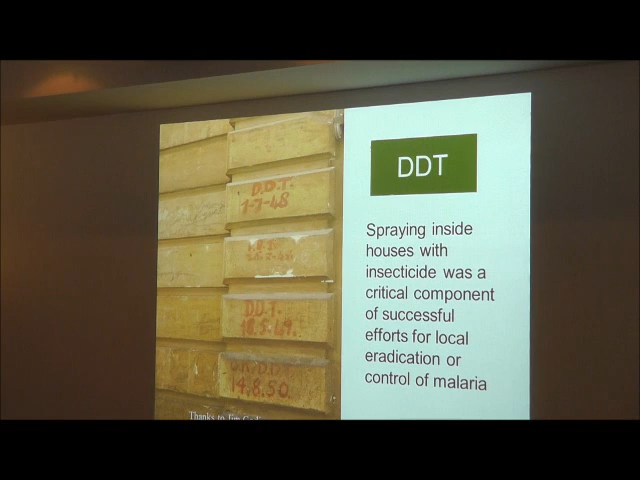 DDT
Spraying inside
houses with
insecticide was a
critical component
of successful
efforts for local
eradication or
control of malaria
D.D.T.
1-7-48
DDT.
18.5.49.
D.D.T.
14.8.50
Thanks to Jim